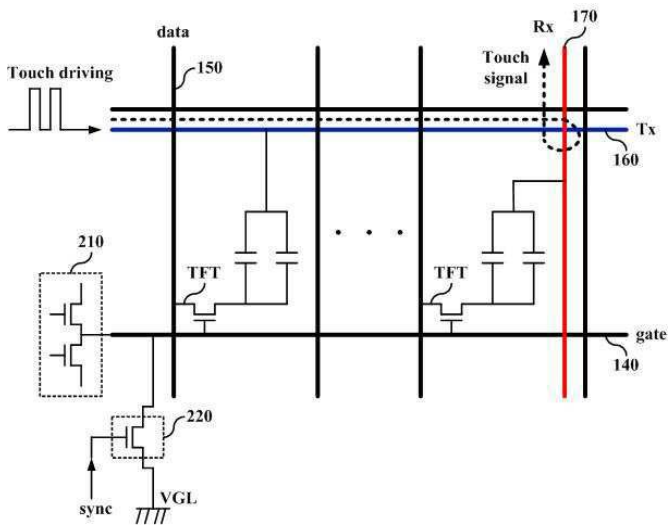 data
150
Rx
170
Touch
signal
Touch driving
Tx
160
210
TFT
TFT
gate
140
220
sync
VGL